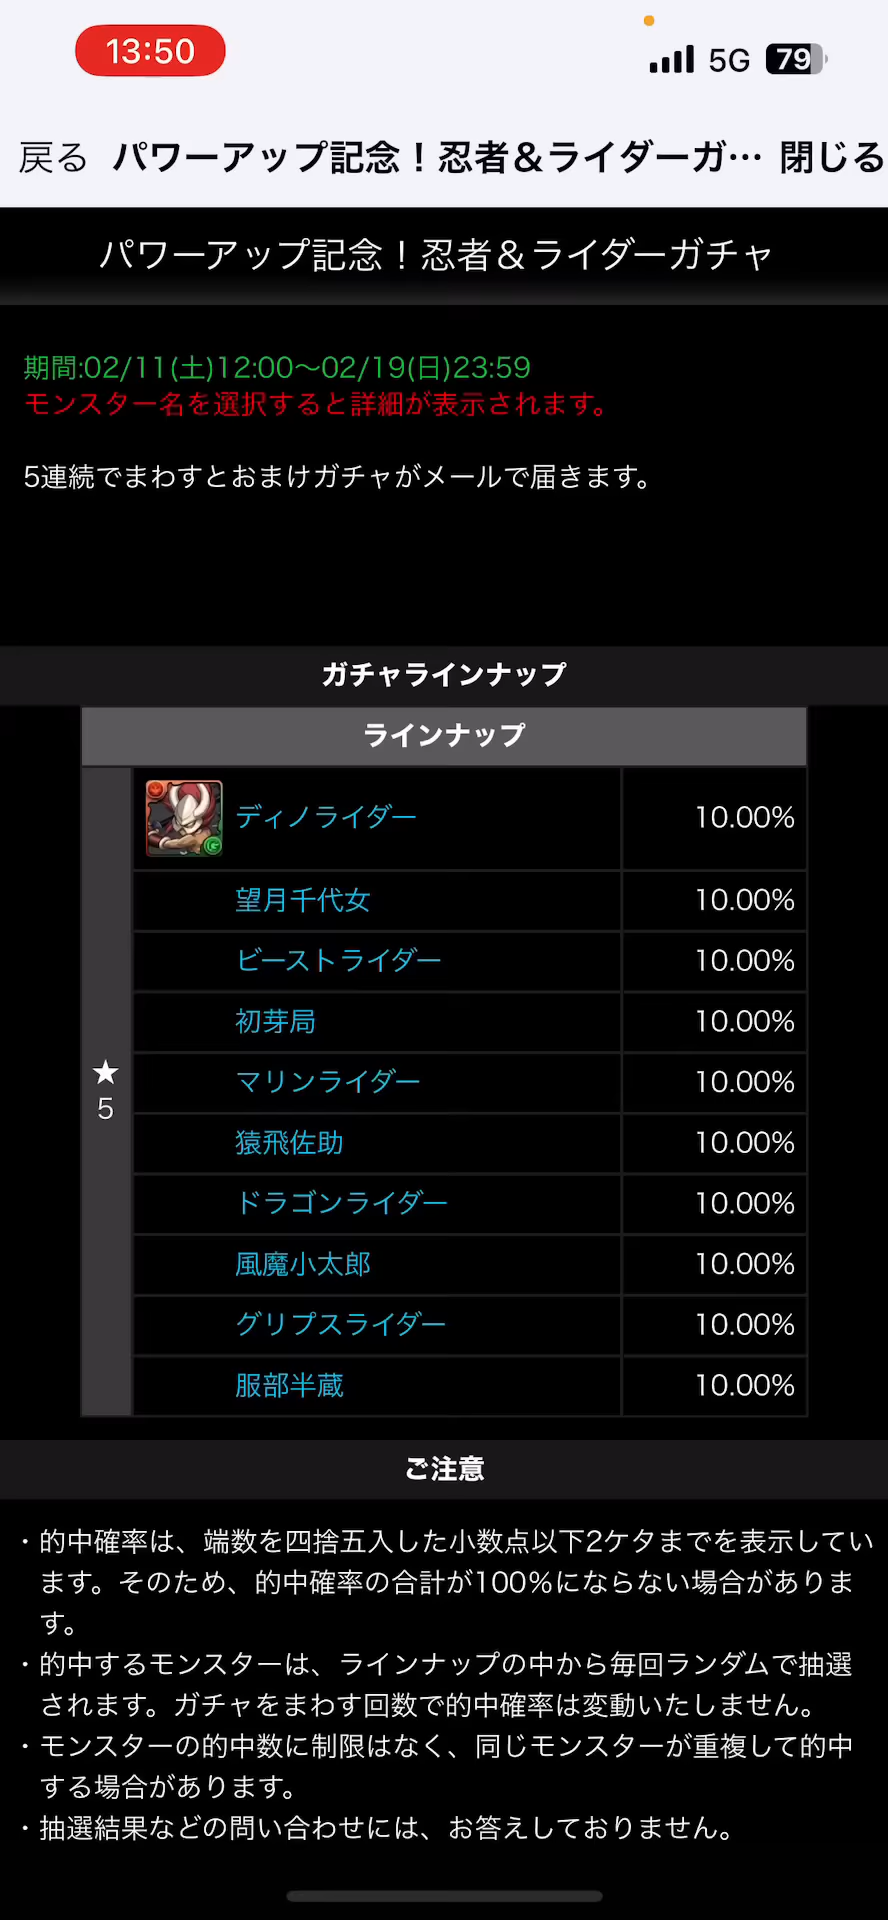 13:50
5G 79
戻る パワーアップ記念！忍者＆ライダーガ… 閉じる
パワーアップ記念！忍者＆ライダーガチャ
期間:02/11(土)12:00〜02/19(日)23:59
モンスター名を選択すると詳細が表示されます。
5連続でまわすとおまけガチャがメールで届きます。
ガチャラインナップ
ラインナップ
★
5
ディノライダー 10.00%
望月千代女 10.00%
ビーストライダー 10.00%
初芽局 10.00%
マリンライダー 10.00%
猿飛佐助 10.00%
ドラゴンライダー 10.00%
風魔小太郎 10.00%
グリプスライダー 10.00%
服部半蔵 10.00%
ご注意
・的中確率は、端数を四捨五入した小数点以下2ケタまでを表示してい
ます。そのため、的中確率の合計が100%にならない場合がありま
す。
・的中するモンスターは、ラインナップの中から毎回ランダムで抽選
されます。ガチャをまわす回数で的中確率は変動いたしません。
・モンスターの的中数に制限はなく、同じモンスターが重複して的中
する場合があります。
・抽選結果などの問い合わせには、お答えしておりません。